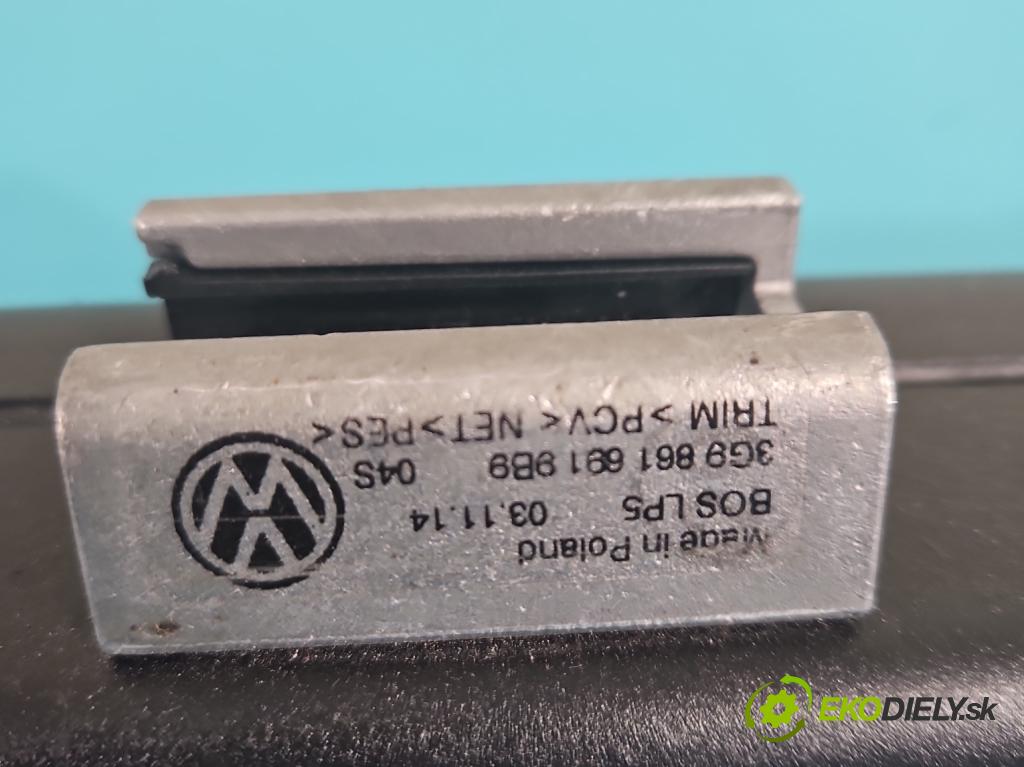 Made in Poland
BOS LP5 03.11.14
3G9 861 691 9B9 04S
TRIM >PCV< NET>PES<
EKODIELY.sk